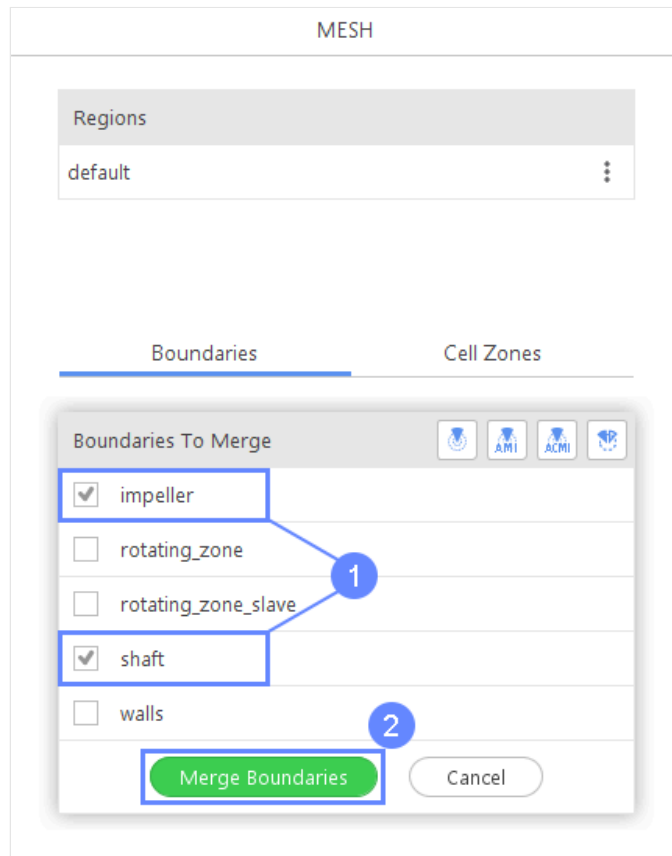 MESH
Regions
default
Boundaries Cell Zones
Boundaries To Merge AMI ACMI
impeller
rotating_zone
1
rotating_zone_slave
shaft
walls
2
Merge Boundaries Cancel